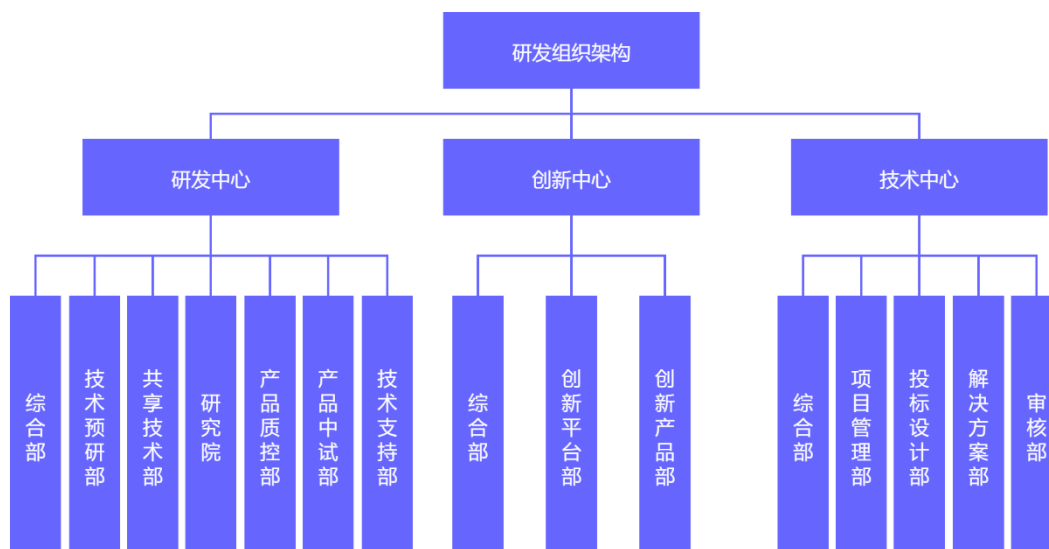 研发组织架构
研发中心
创新中心
技术中心
综合部
技术预研部
共享技术部
研究院
产品质控部
产品中试部
技术支持部
综合部
创新平台部
创新产品部
综合部
项目管理部
投标设计部
解决方案部
审核部